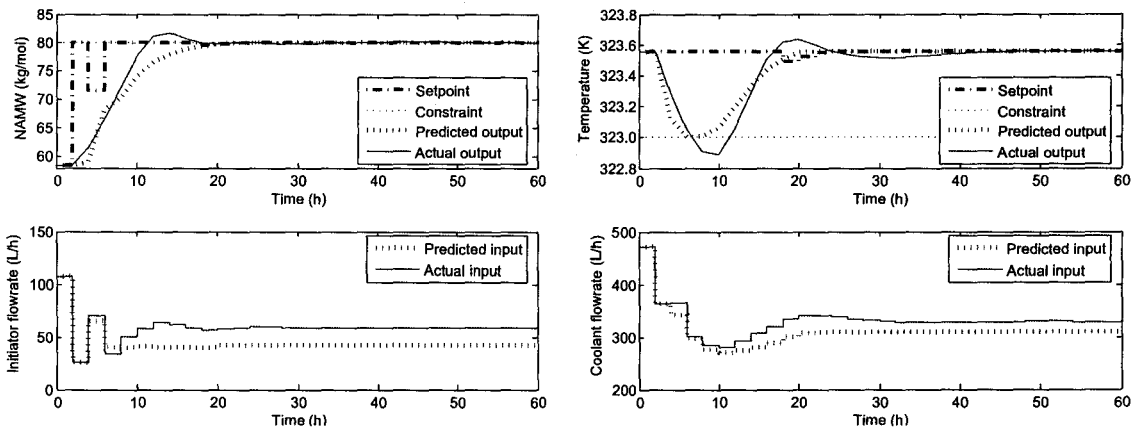 NAMW (kg/mol)
80
75
70
65
60
Setpoint
Constraint
Predicted output
Actual output
0 10 20 30 40 50 60
Time (h)
Temperature (K)
323.8
323.6
323.4
323.2
323.0
322.8
Setpoint
Constraint
Predicted output
Actual output
0 10 20 30 40 50 60
Time (h)
Initiator flowrate (L/h)
150
100
50
0
Predicted input
Actual input
0 10 20 30 40 50 60
Time (h)
Coolant flowrate (L/h)
500
400
300
200
Predicted input
Actual input
0 10 20 30 40 50 60
Time (h)